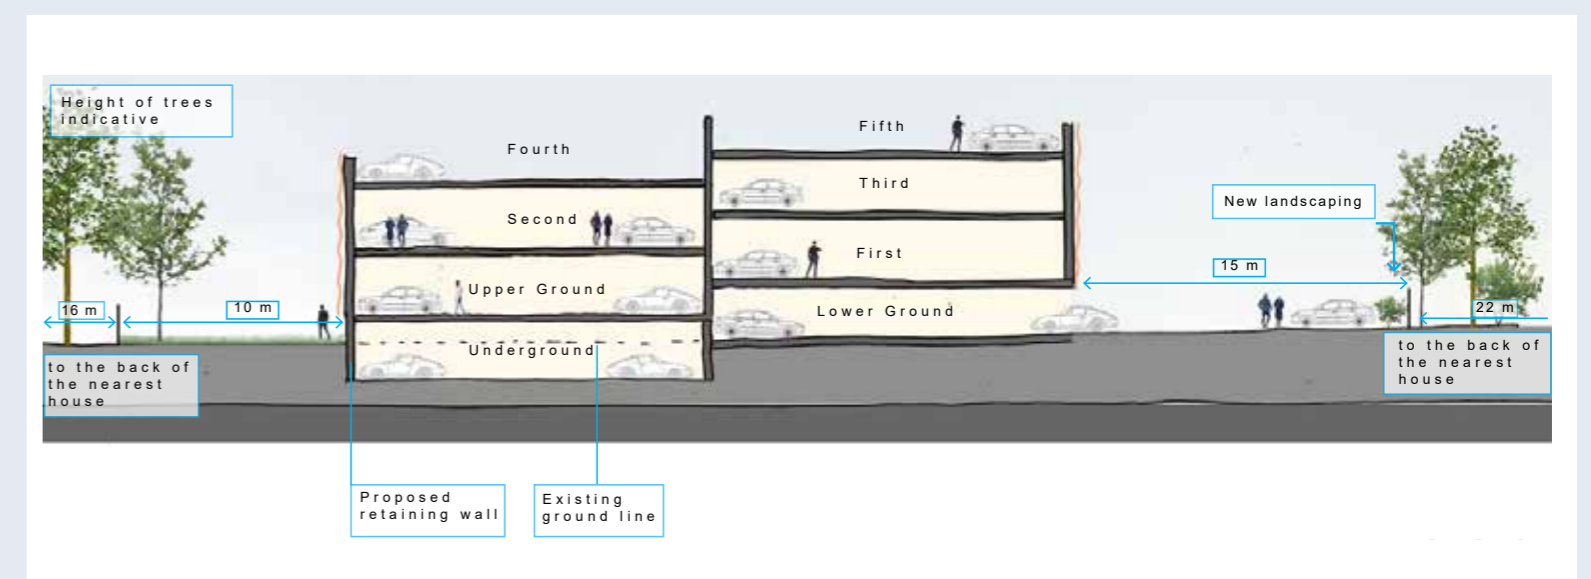 Height of trees
indicative
Fourth
Fifth
Third
Second
New landscaping
First
15 m
Upper Ground
16 m
10 m
Lower Ground
22 m
Underground
to the back of
the nearest
house
to the back of
the nearest
house
Proposed
retaining wall
Existing
ground line